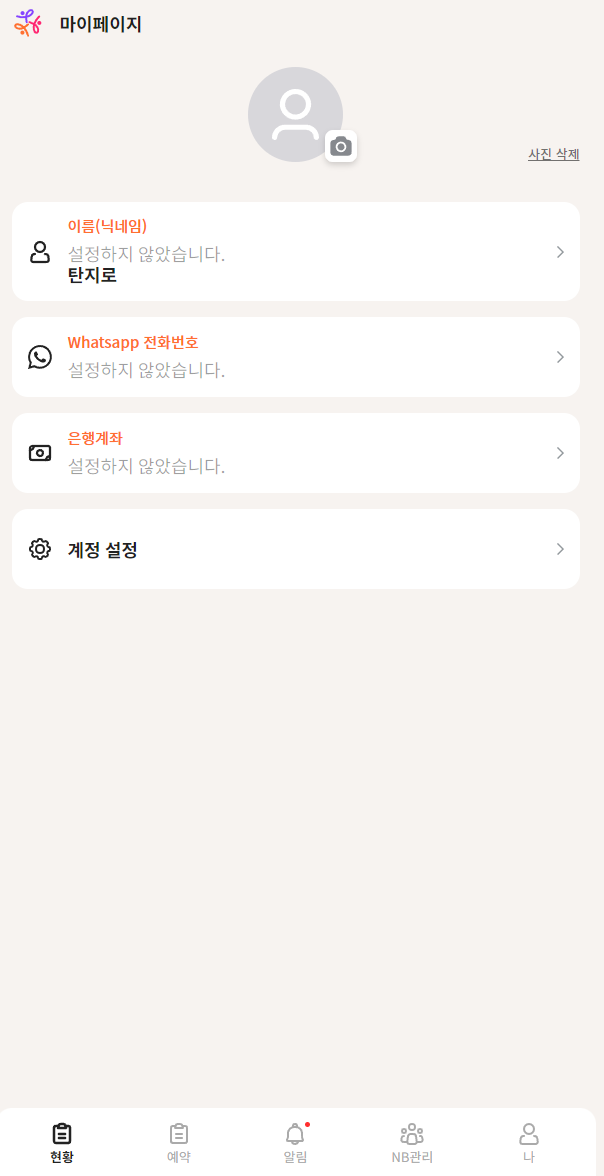 마이페이지
사진 삭제
이름(닉네임)
설정하지 않았습니다.
탄지로
Whatsapp 전화번호
설정하지 않았습니다.
은행계좌
설정하지 않았습니다.
계정 설정
현황 예약 알림 NB관리 나